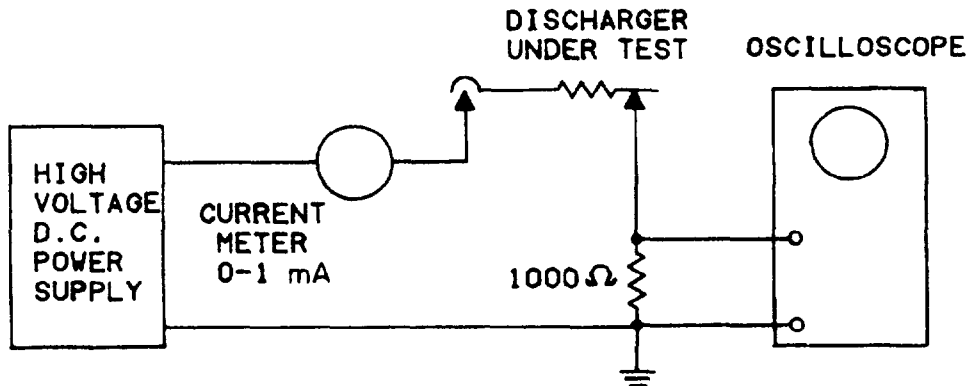 DISCHARGER
UNDER TEST
OSCILLOSCOPE
HIGH
VOLTAGE
D.C.
POWER
SUPPLY
CURRENT
METER
0-1 mA
1000Ω